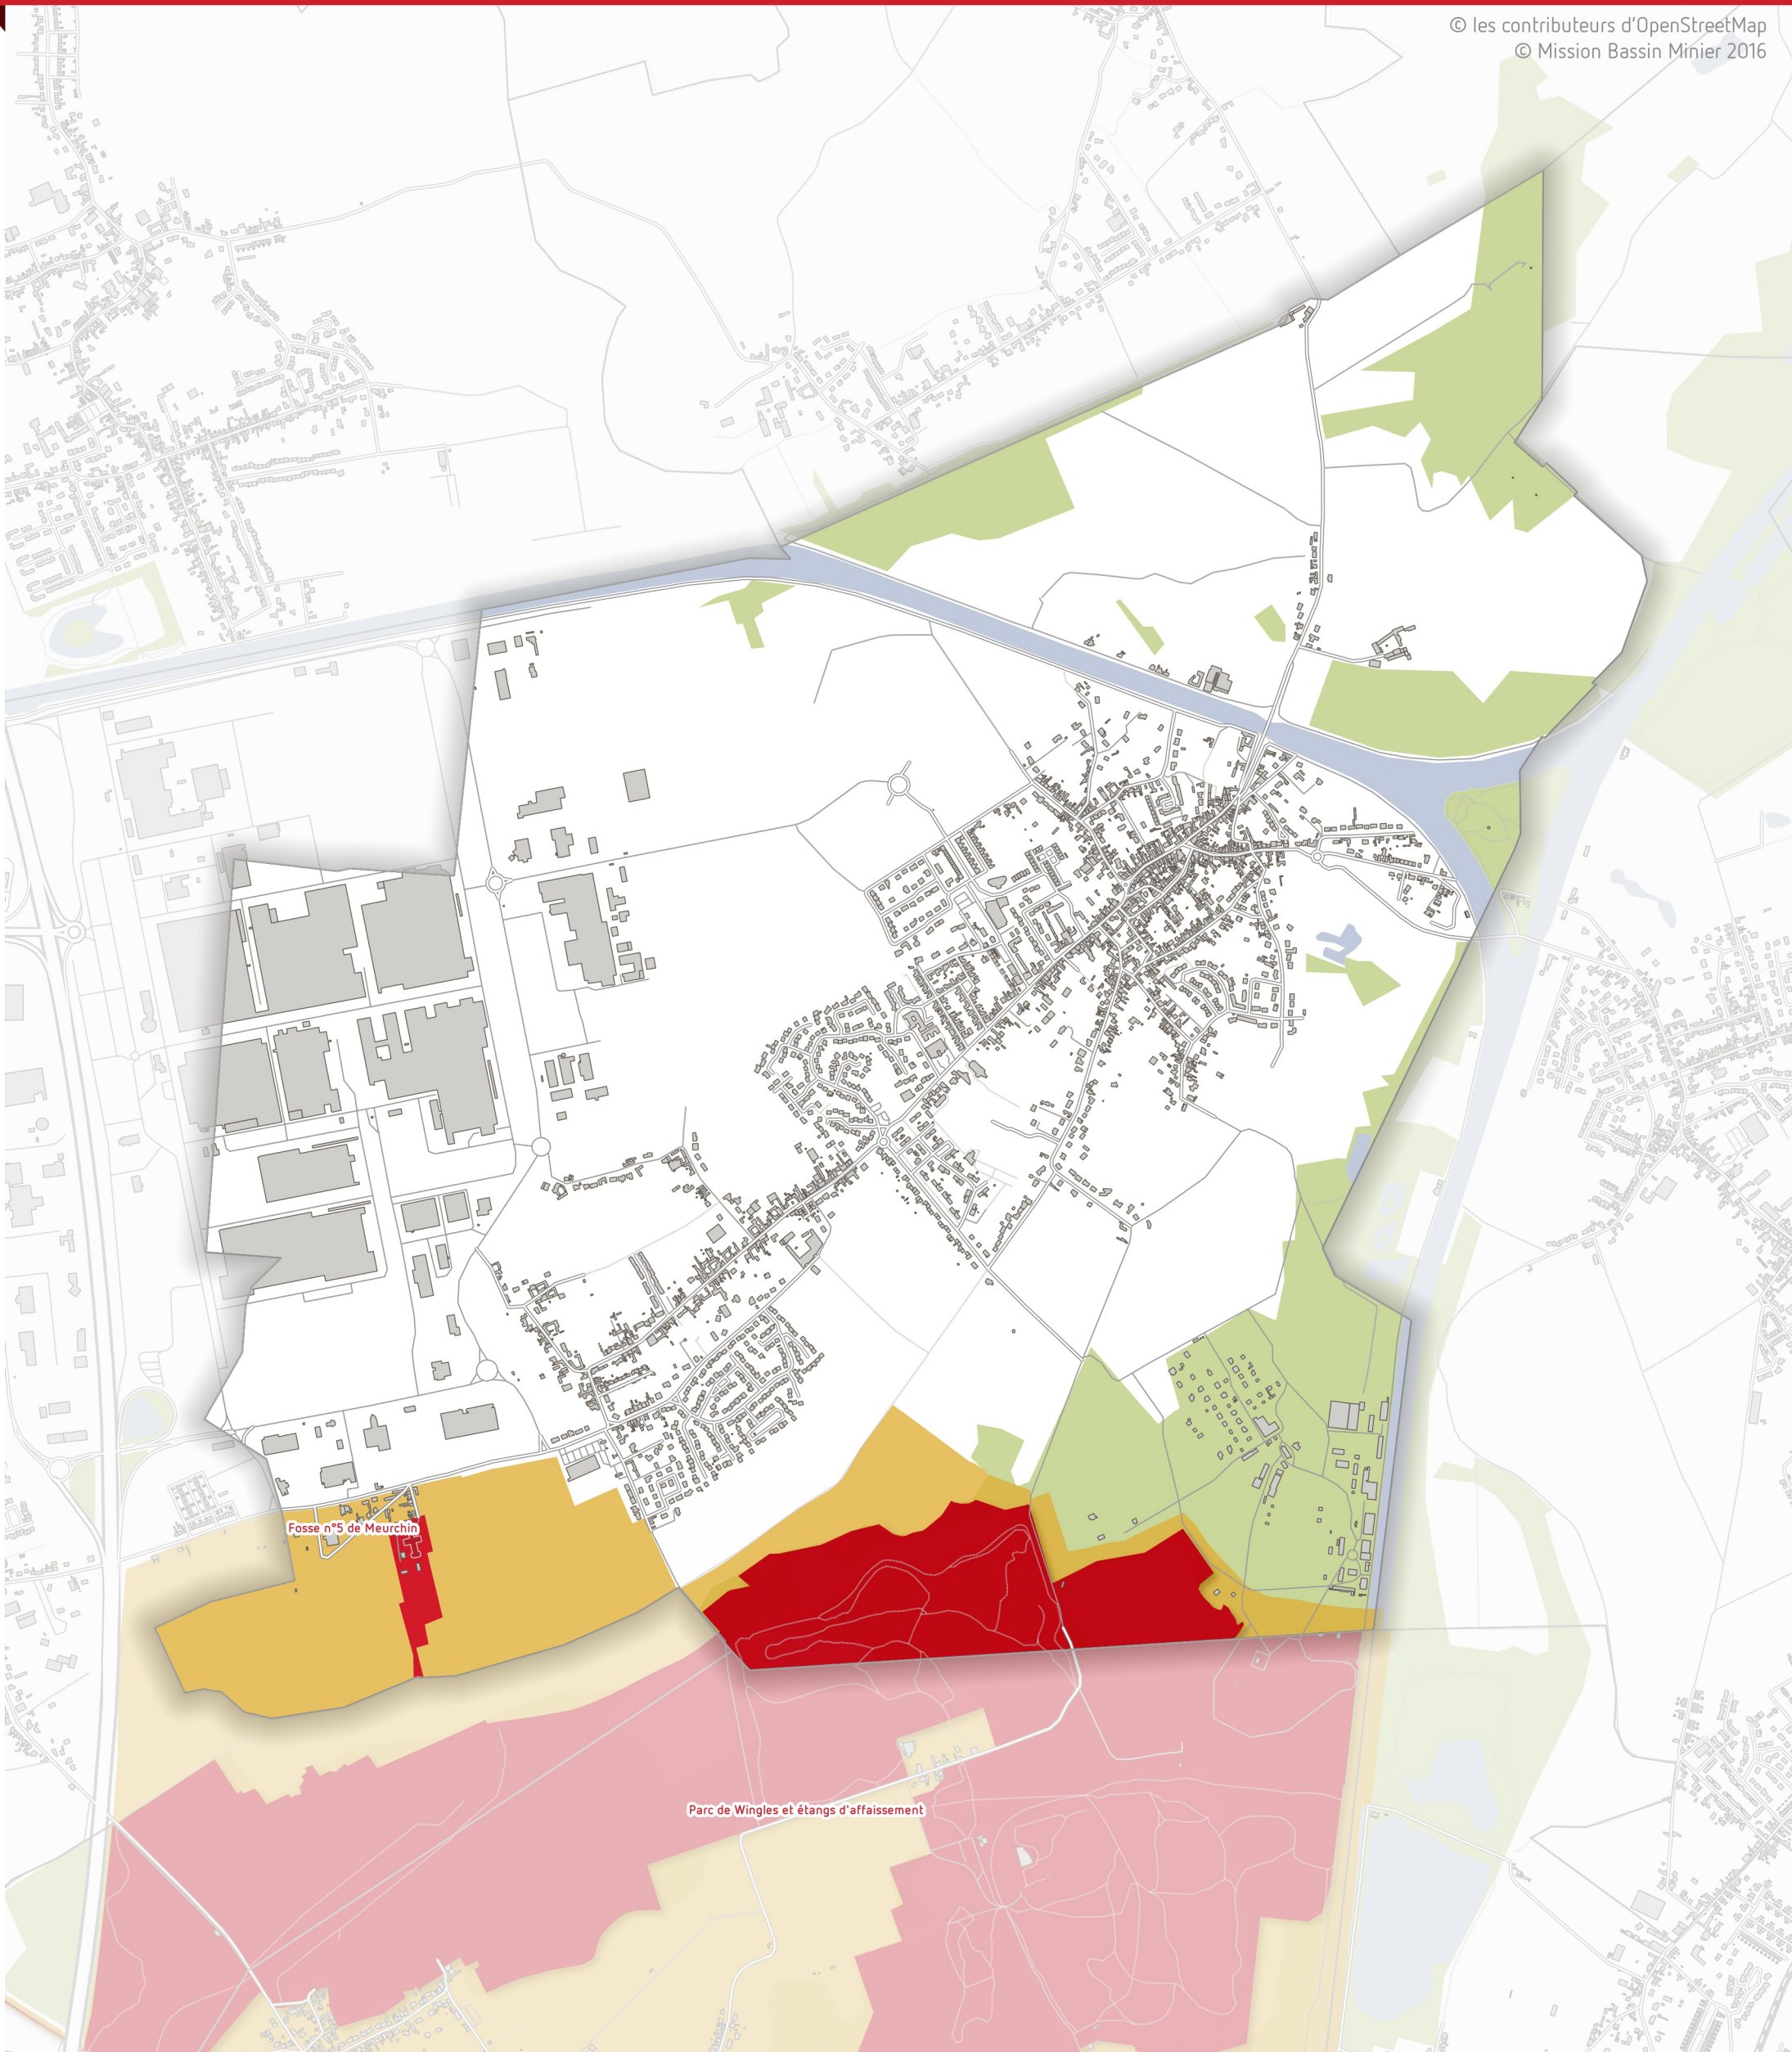 © les contributeurs d'OpenStreetMap
© Mission Bassin Minier 2016
Fosse n°5 de Meurchin
Parc de Wingles et étangs d'affaissement